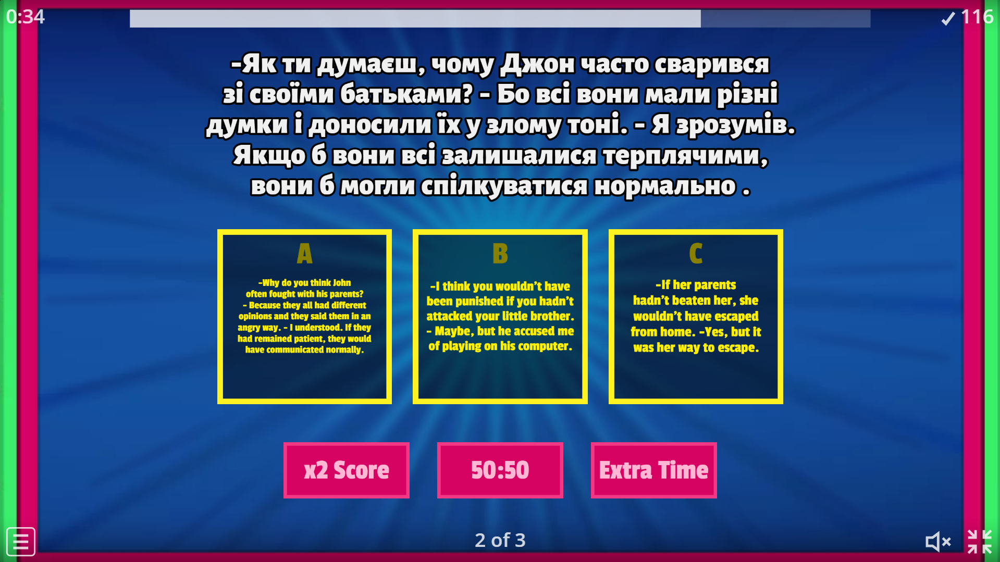 0:34
116
-Як ти думаєш, чому Джон часто сварився
зі своїми батьками? - Бо всі вони мали різні
думки і доносили їх у злому тоні. - Я зрозумів.
Якщо б вони всі залишалися терплячими,
вони б могли спілкуватися нормально .
A
-Why do you think John
often fought with his parents?
- Because they all had different
opinions and they said them in an
angry way. - I understood. If they
had remained patient, they would
have communicated normally.
B
-I think you wouldn't have
been punished if you hadn't
attacked your little brother.
- Maybe, but he accused me
of playing on his computer.
C
-If her parents
hadn't beaten her, she
wouldn't have escaped
from home. -Yes, but it
was her way to escape.
x2 Score
50:50
Extra Time
2 of 3